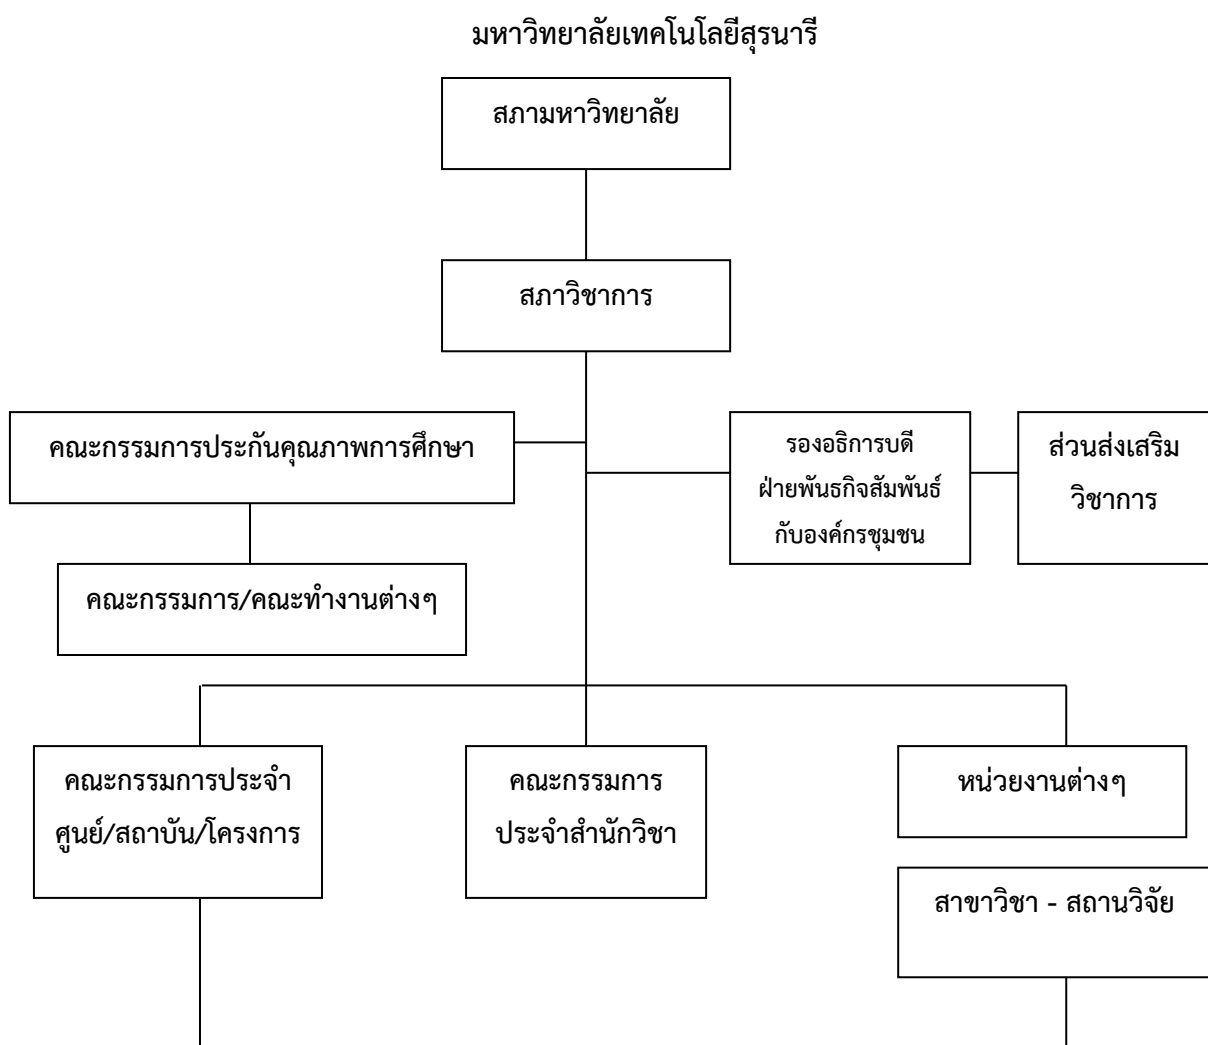 มหาวิทยาลัยเทคโนโลยีสุรนารี
สภามหาวิทยาลัย
สภาวิชาการ
คณะกรรมการประกันคุณภาพการศึกษา
รองอธิการบดี
ฝ่ายพันธกิจสัมพันธ์
กับองค์กรชุมชน
ส่วนส่งเสริม
วิชาการ
คณะกรรมการ/คณะทำงานต่างๆ
คณะกรรมการประจำ
ศูนย์/สถาบัน/โครงการ
คณะกรรมการ
ประจำสำนักวิชา
หน่วยงานต่างๆ
สาขาวิชา - สถานวิจัย